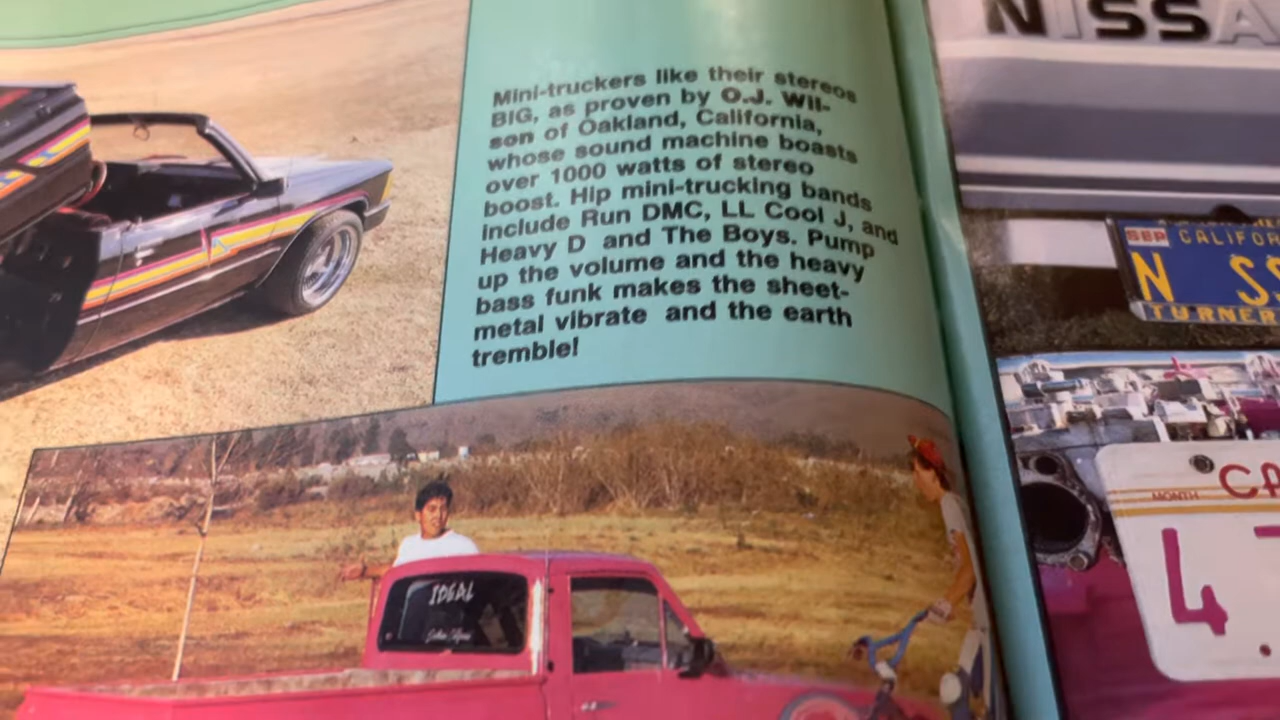 Mini-truckers like their stereos
BIG, as proven by O.J. Wil-
son of Oakland, California,
whose sound machine boasts
over 1000 watts of stereo
boost. Hip mini-trucking bands
include Run DMC, LL Cool J, and
Heavy D and The Boys. Pump
up the volume and the heavy
bass funk makes the sheet-
metal vibrate and the earth
tremble!
IDEAL
NISSA
SEP CALIFOR
N SS
TURNER
MONTH CA
4